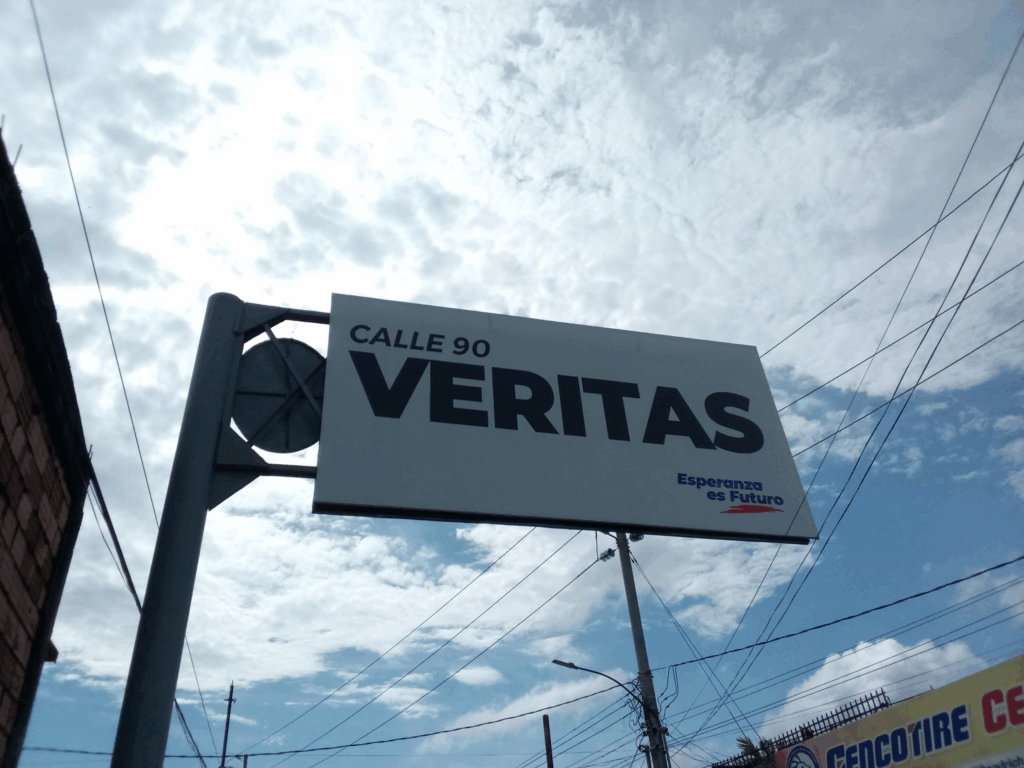 CALLE 90
VERITAS
Esperanza
es Futuro
CENCOTIRE CE